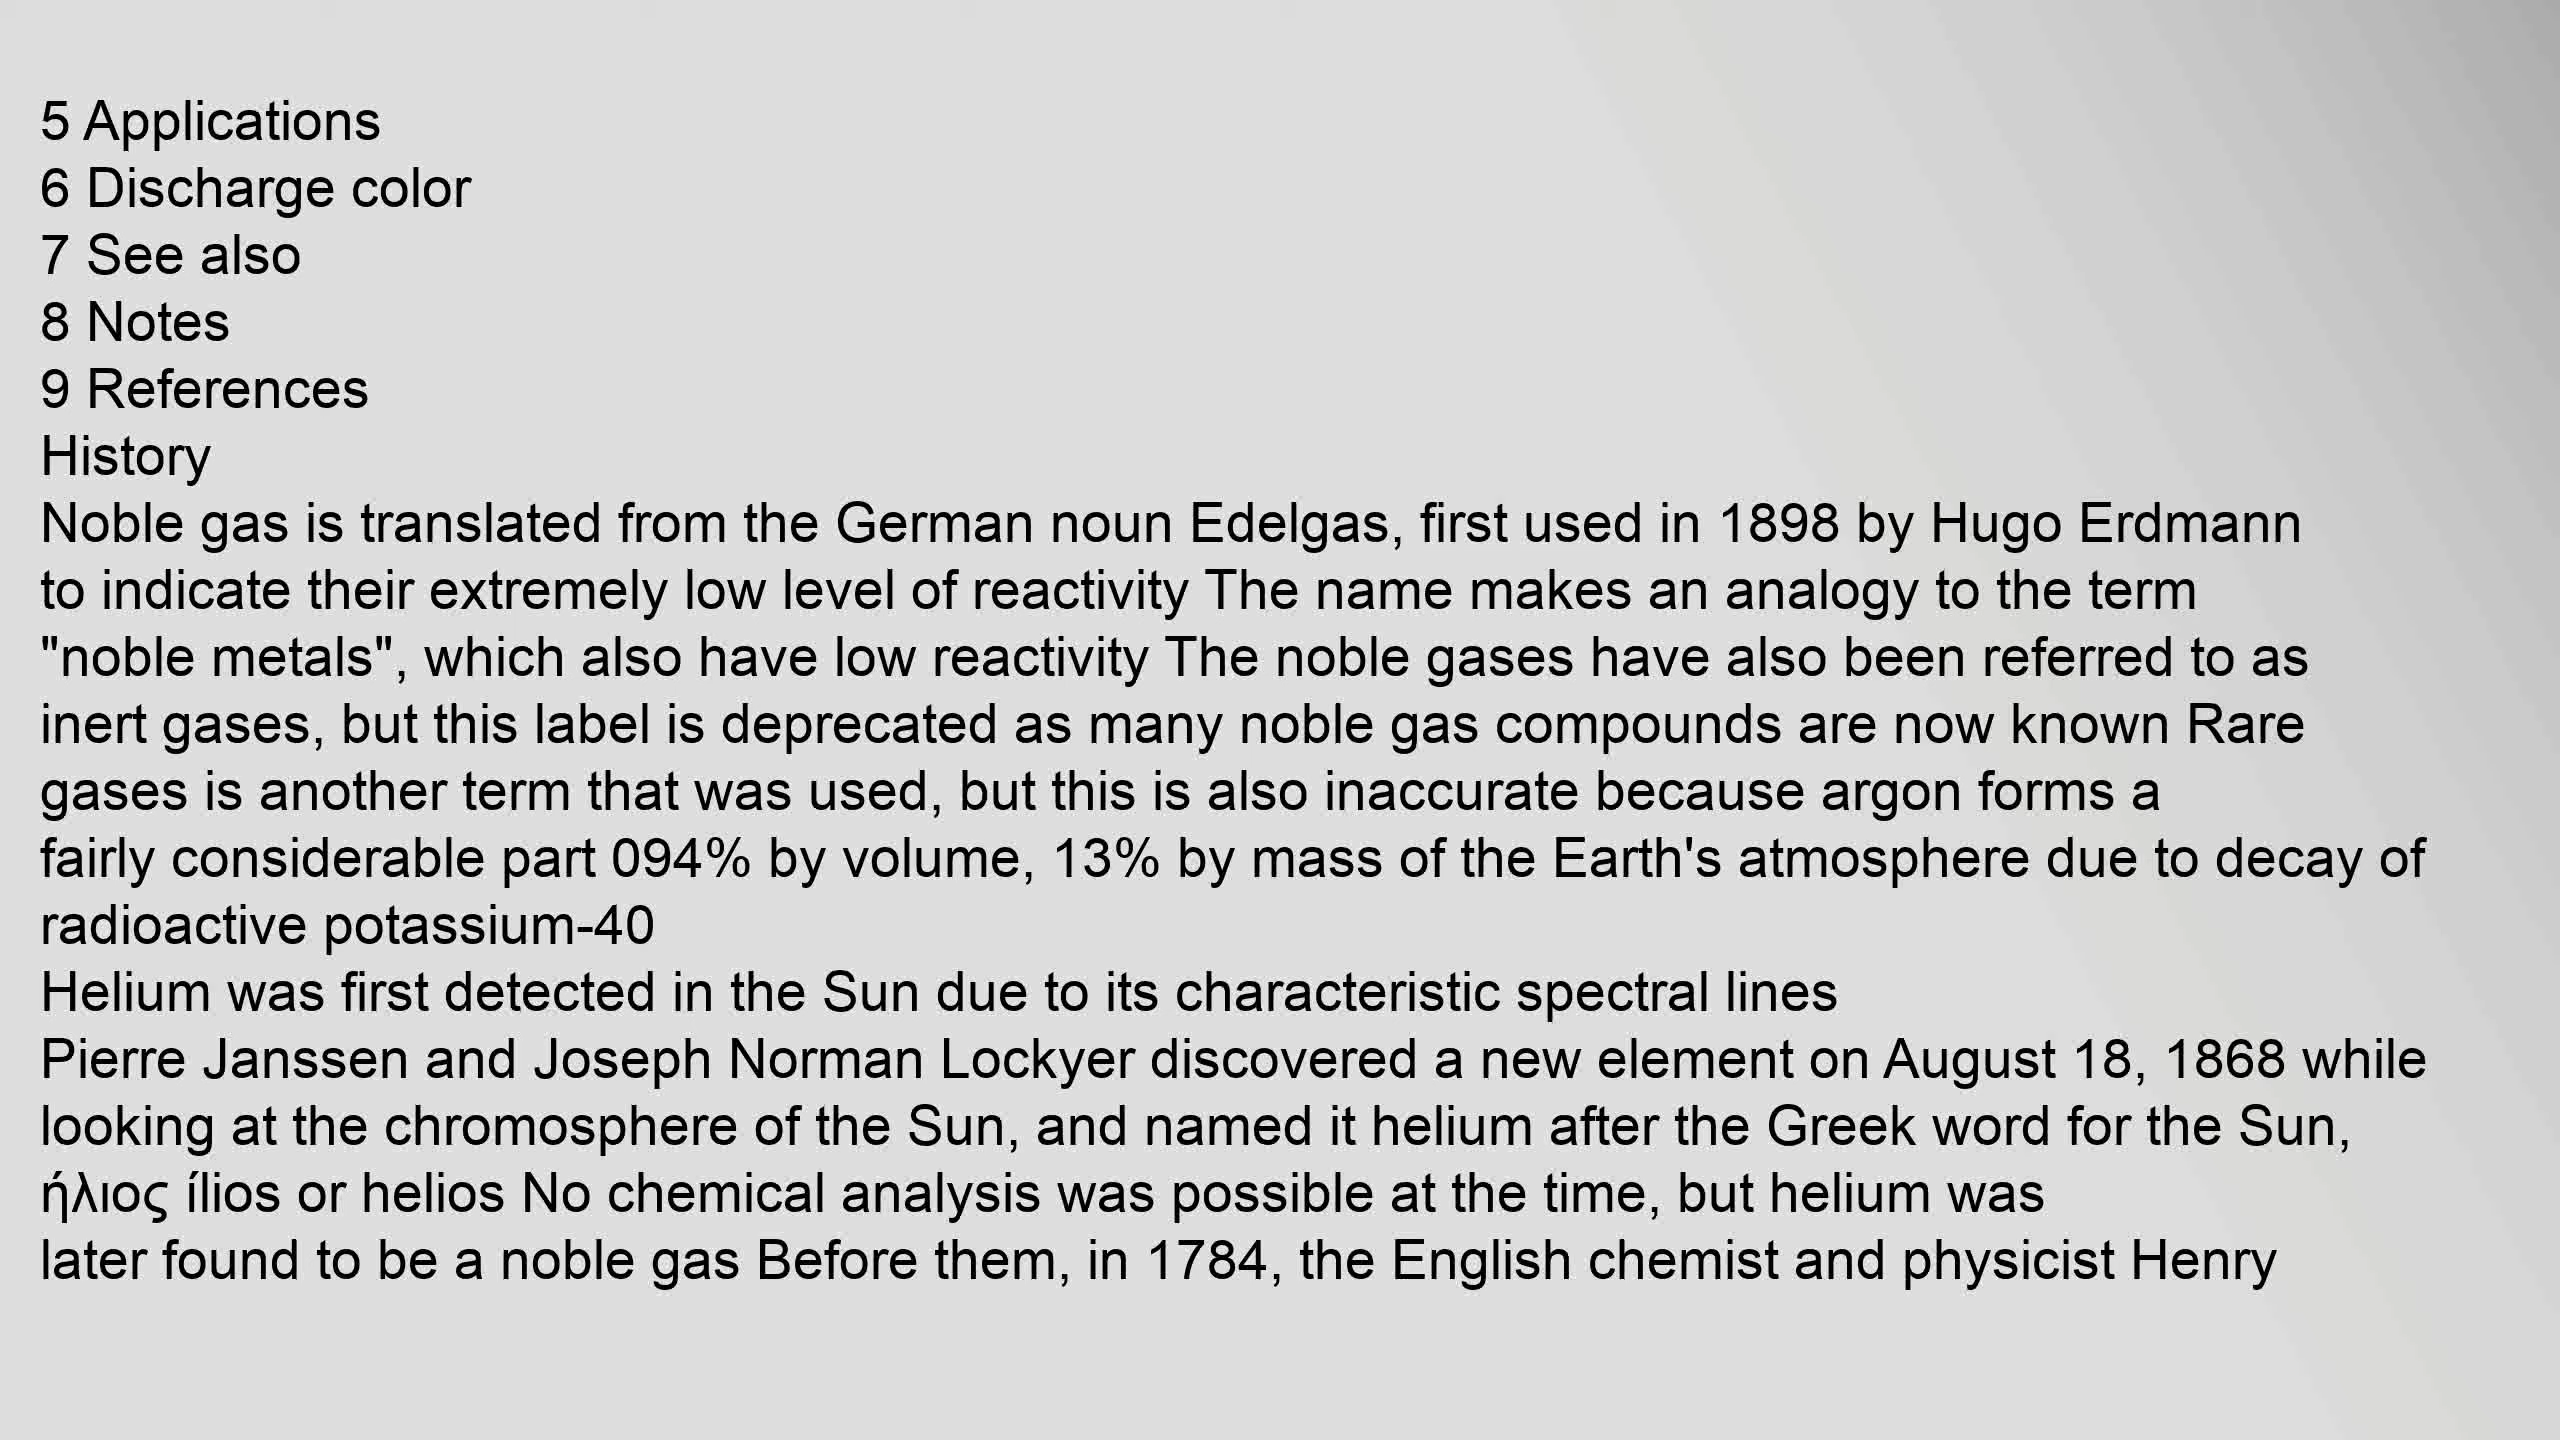 5 Applications
6 Discharge color
7 See also
8 Notes
9 References
History
Noble gas is translated from the German noun Edelgas, first used in 1898 by Hugo Erdmann
to indicate their extremely low level of reactivity The name makes an analogy to the term
"noble metals", which also have low reactivity The noble gases have also been referred to as
inert gases, but this label is deprecated as many noble gas compounds are now known Rare
gases is another term that was used, but this is also inaccurate because argon forms a
fairly considerable part 094% by volume, 13% by mass of the Earth's atmosphere due to decay of
radioactive potassium-40
Helium was first detected in the Sun due to its characteristic spectral lines
Pierre Janssen and Joseph Norman Lockyer discovered a new element on August 18, 1868 while
looking at the chromosphere of the Sun, and named it helium after the Greek word for the Sun,
ήλιος ílios or helios No chemical analysis was possible at the time, but helium was
later found to be a noble gas Before them, in 1784, the English chemist and physicist Henry